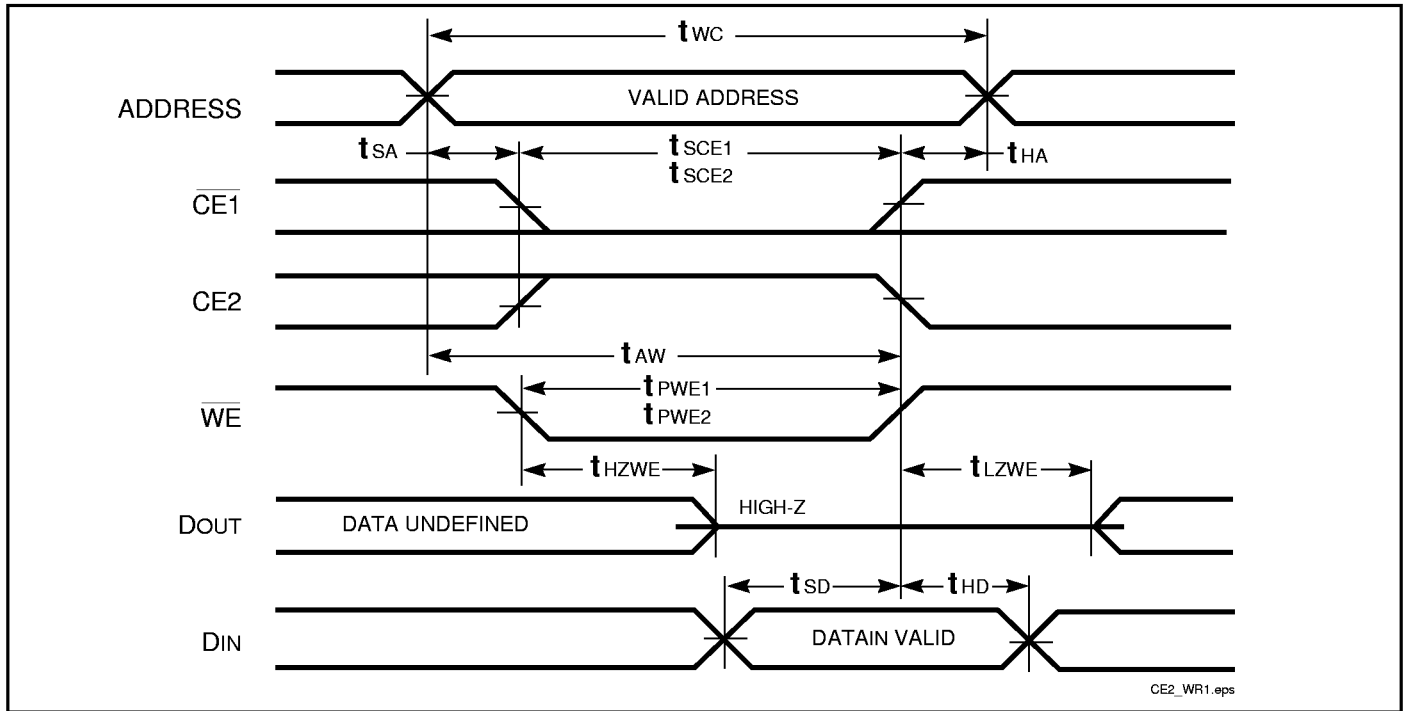 tWC
ADDRESS
VALID ADDRESS
tSA
tSCE1
tSCE2
tHA
CE1
CE2
tAW
WE
tPWE1
tPWE2
tHZWE
tLZWE
DOUT
DATA UNDEFINED
HIGH-Z
tSD
tHD
DIN
DATAIN VALID
CE2_WR1.eps